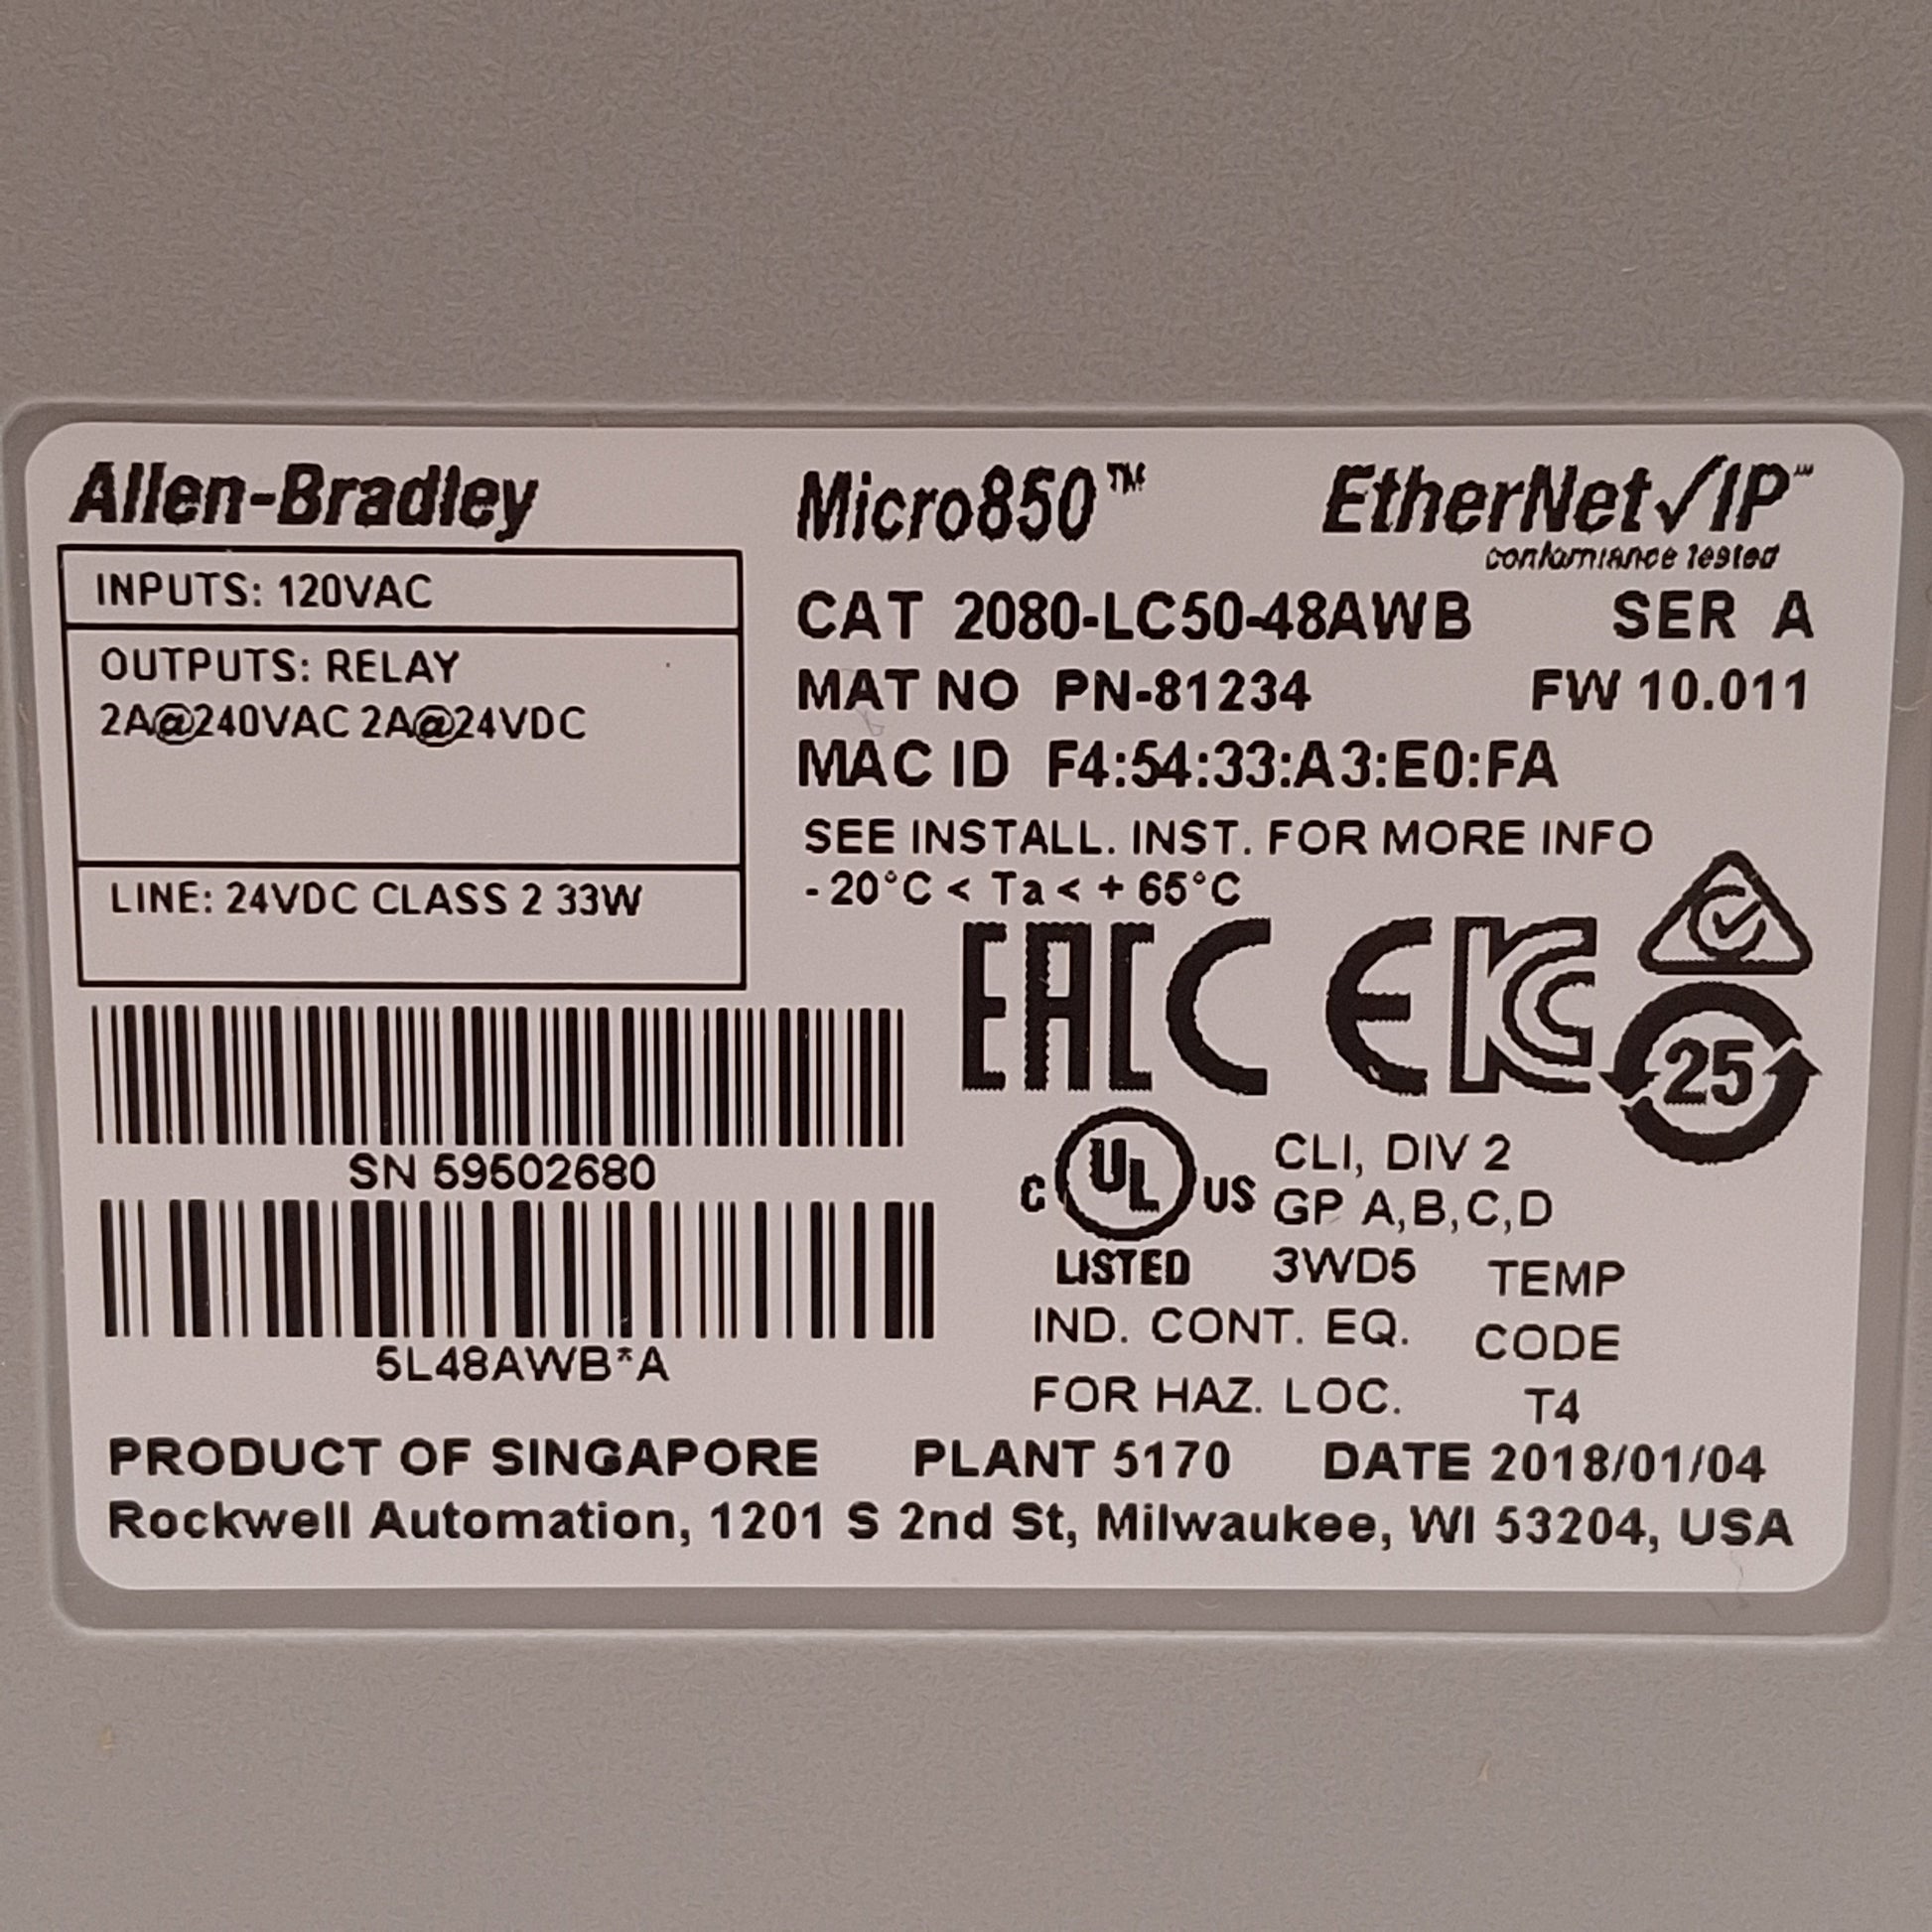 Allen-Bradley
Micro850™
EtherNet/IP™
conformance tested
INPUTS: 120VAC
OUTPUTS: RELAY
2A@240VAC 2A@24VDC
LINE: 24VDC CLASS 2 33W
CAT 2080-LC50-48AWB SER A
MAT NO PN-81234 FW 10.011
MAC ID F4:54:33:A3:E0:FA
SEE INSTALL. INST. FOR MORE INFO
- 20°C < Ta < + 65°C
EAC CE KC
25
SN 59502680
5L48AWB*A
C UL US
LISTED
CLI, DIV 2
GP A,B,C,D
3WD5
IND. CONT. EQ.
FOR HAZ. LOC.
TEMP
CODE
T4
PRODUCT OF SINGAPORE PLANT 5170 DATE 2018/01/04
Rockwell Automation, 1201 S 2nd St, Milwaukee, WI 53204, USA